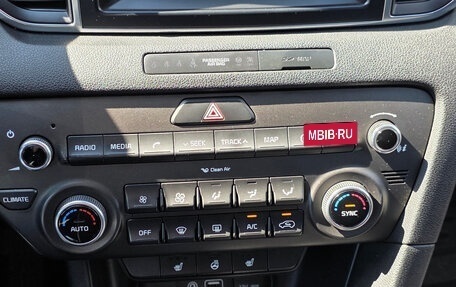 PASSENGER
AIR BAG
RADIO MEDIA SEEK TRACK MAP MBIB·RU
Clean Air
CLIMATE
AUTO OFF A/C SYNC